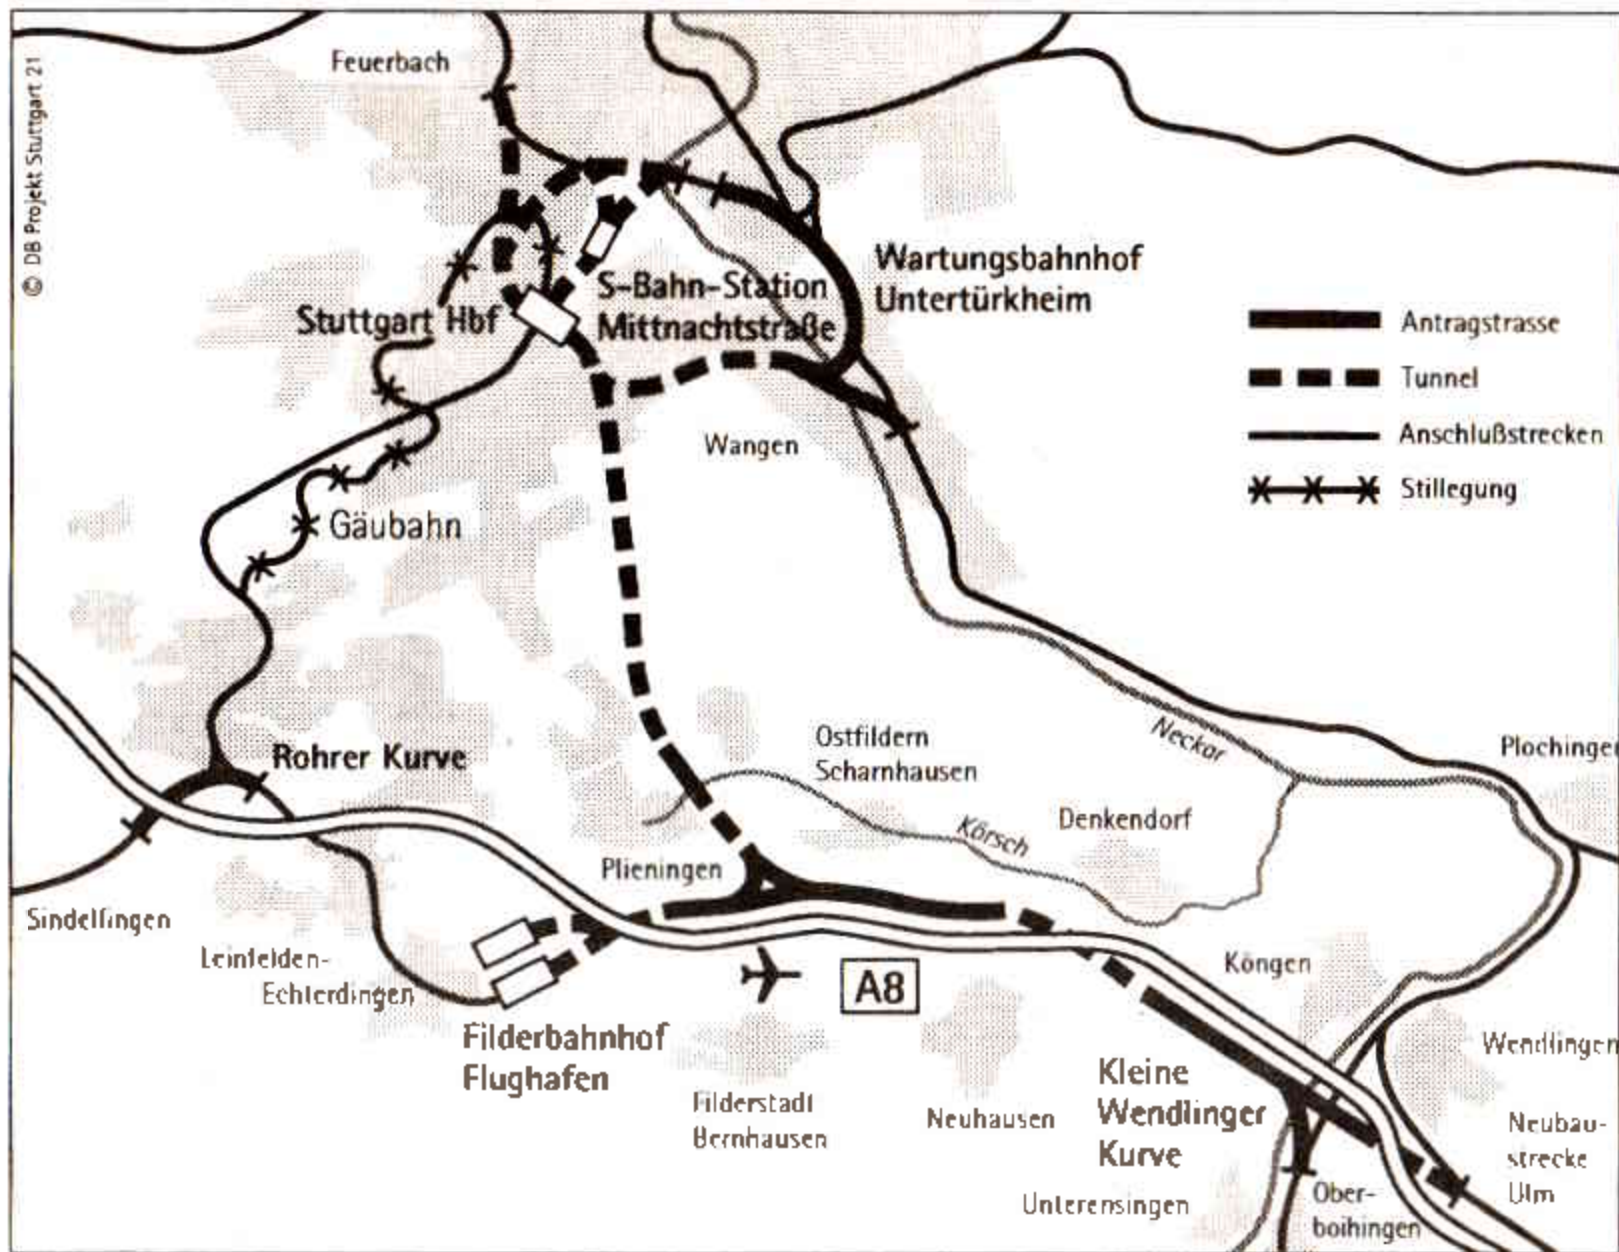 © DB Projekt Stuttgart 21
Feuerbach
Wartungsbahnhof
Untertürkheim
S-Bahn-Station
Mittnachtstraße
Stuttgart Hbf
Antragstrasse
Tunnel
Anschlußstrecken
Stillegung
Wangen
Gäubahn
Rohrer Kurve
Ostfildern
Scharnhausen
Neckar
Plochingen
Körsch
Denkendorf
Plieningen
Sindelfingen
Leinfelden-
Echterdingen
A8
Köngen
Filderbahnhof
Flughafen
Wendlingen
Kleine
Wendlinger
Kurve
Filderstadt
Bernhausen
Neuhausen
Neubau-
strecke
Ulm
Unterensingen
Ober-
boihingen